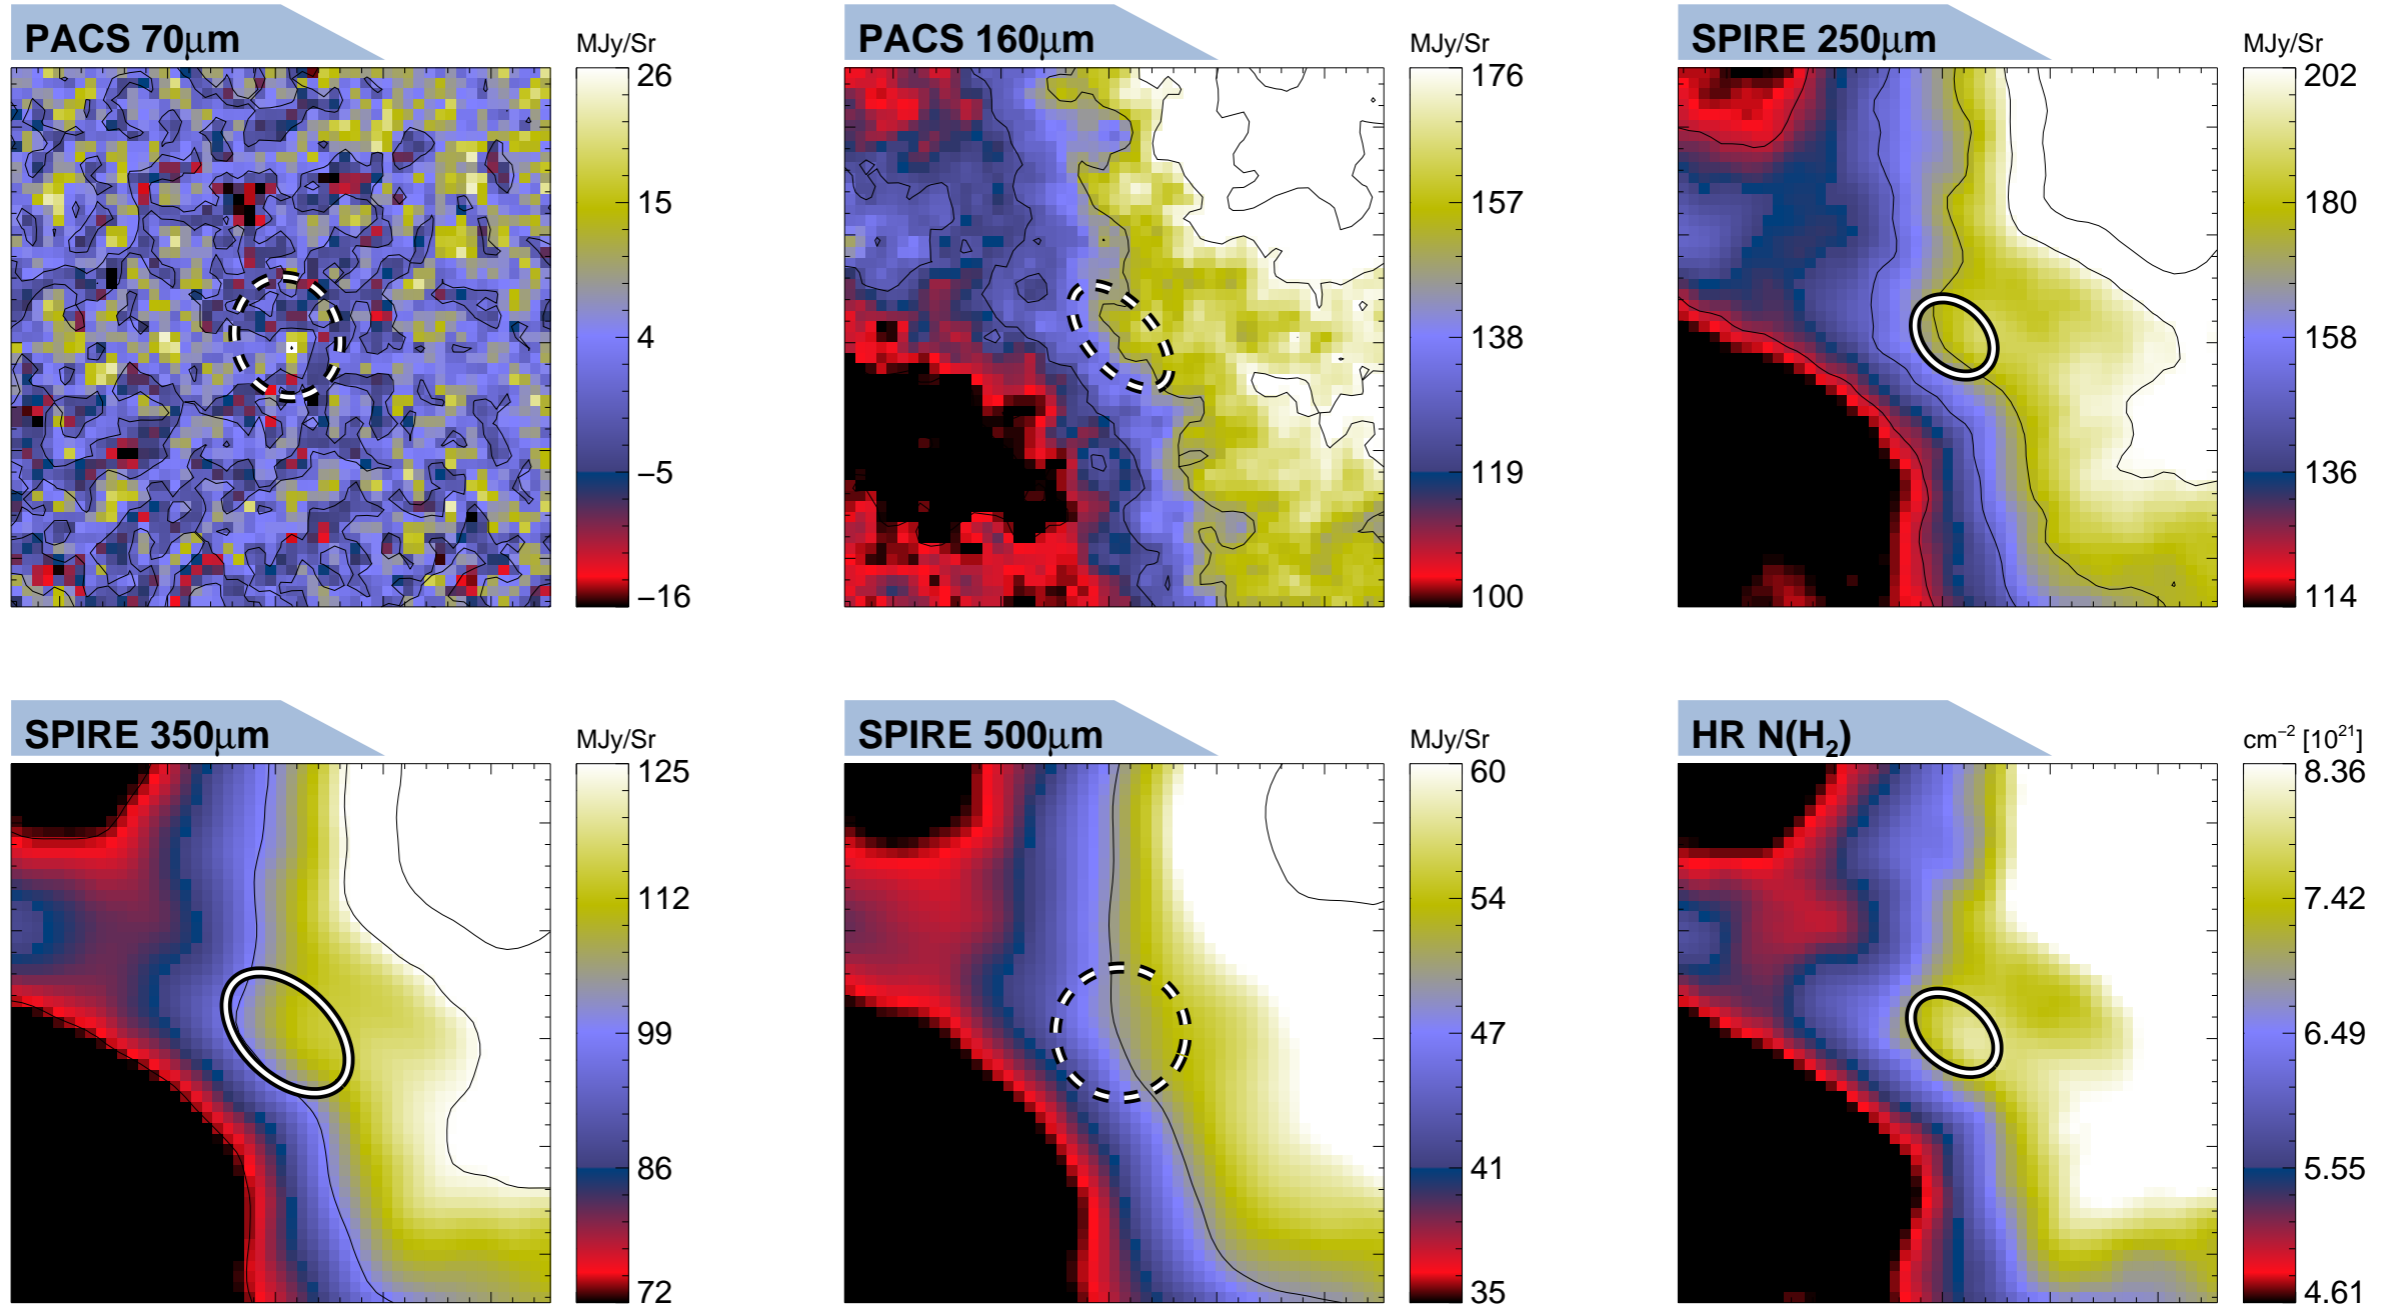 PACS 70μm
MJy/Sr
26
15
4
−5
−16
PACS 160μm
MJy/Sr
176
157
138
119
100
SPIRE 250μm
MJy/Sr
202
180
158
136
114
SPIRE 350μm
MJy/Sr
125
112
99
86
72
SPIRE 500μm
MJy/Sr
60
54
47
41
35
HR N(H₂)
cm⁻² [10²¹]
8.36
7.42
6.49
5.55
4.61